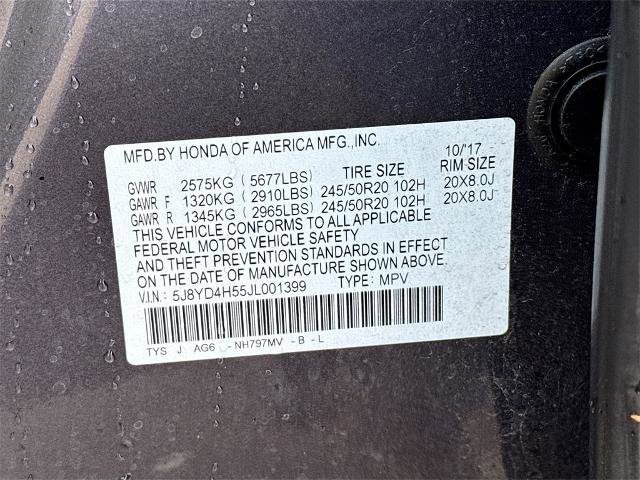 MFD.BY HONDA OF AMERICA MFG.,INC.
10/17
GVWR 2575KG ( 5677LBS) TIRE SIZE RIM SIZE
GAWR F 1320KG ( 2910LBS) 245/50R20 102H 20X8.0J
GAWR R 1345KG ( 2965LBS) 245/50R20 102H 20X8.0J
THIS VEHICLE CONFORMS TO ALL APPLICABLE
FEDERAL MOTOR VEHICLE SAFETY
AND THEFT PREVENTION STANDARDS IN EFFECT
ON THE DATE OF MANUFACTURE SHOWN ABOVE.
V.I.N.: 5J8YD4H55JL001399 TYPE: MPV
TYS J AG6 - NH797MV - B - L